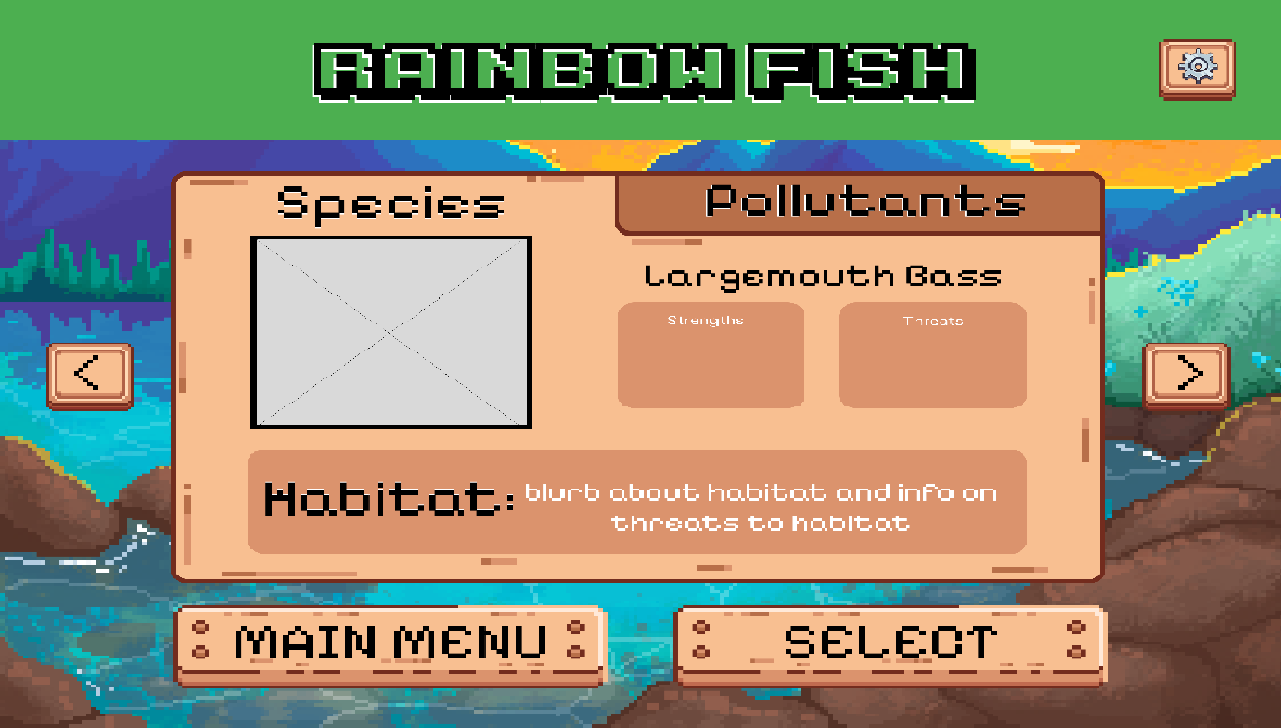 RAINBOW FISH
Species
Pollutants
Largemouth Bass
Strengths
Threats
<
>
Habitat: blurb about habitat and info on
threats to habitat
MAIN MENU
SELECT